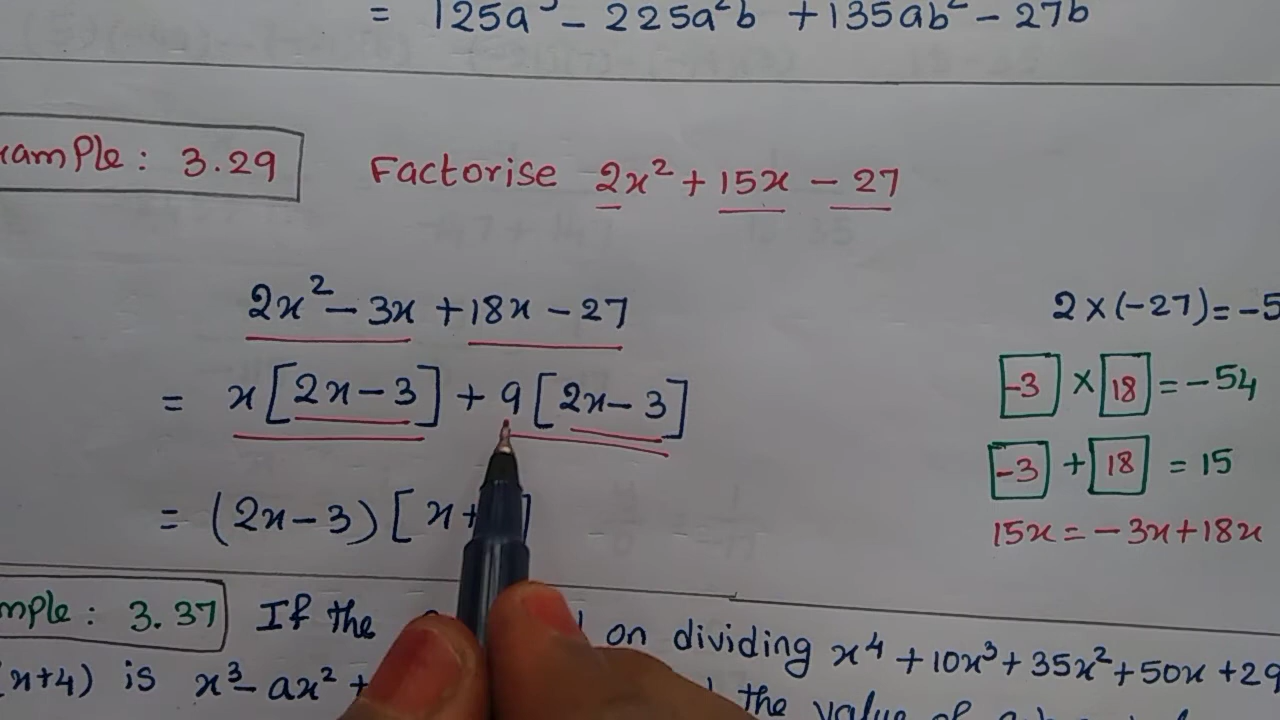 = 125a³ - 225a²b + 135ab² - 27b
Example: 3.29 Factorise 2x² + 15x - 27
2x² - 3x + 18x - 27
= x[2x - 3] + 9[2x - 3]
= (2x - 3)[x +
2 × (-27) = -5
-3 × 18 = -54
-3 + 18 = 15
15x = -3x + 18x
mple: 3.37 If the on dividing x⁴ + 10x³ + 35x² + 50x + 29
(x+4) is x³ - ax² + the value of